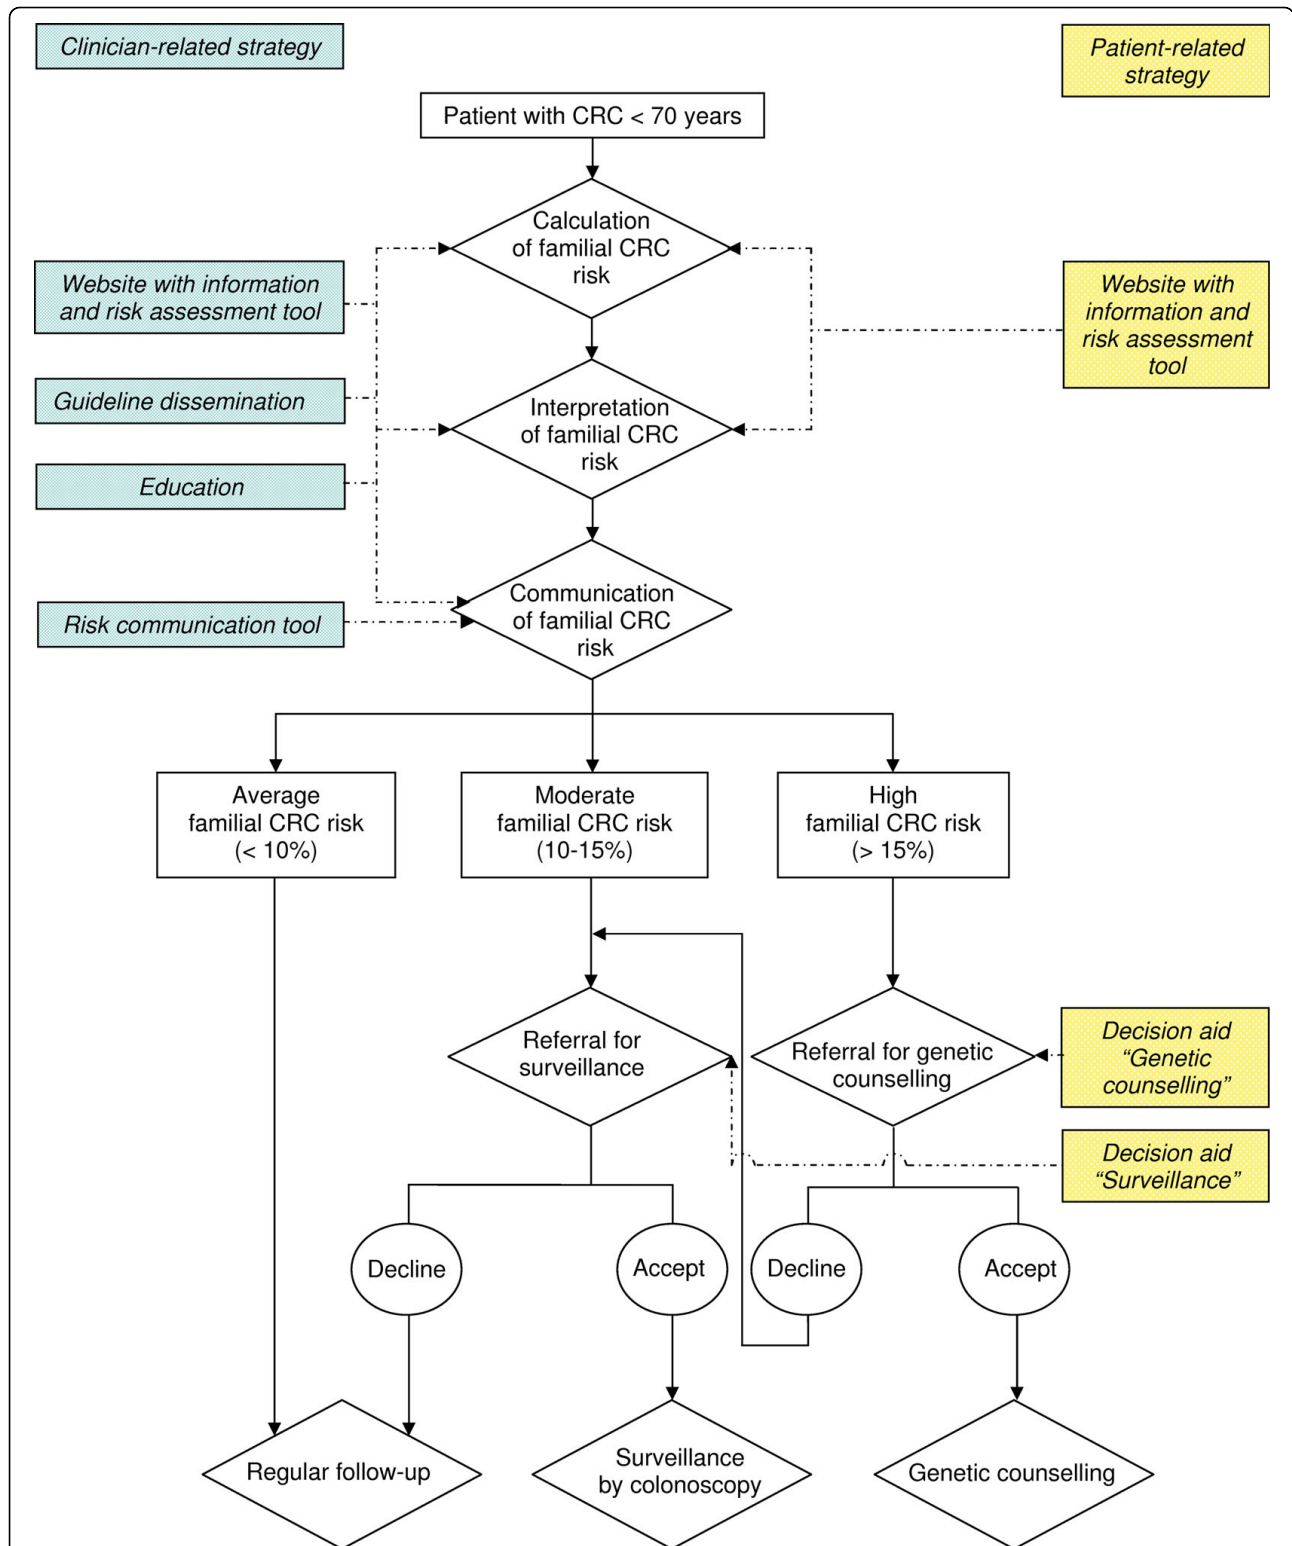 Clinician-related strategy
Patient-related
strategy
Patient with CRC < 70 years
Calculation
of familial CRC
risk
Website with information
and risk assessment tool
Website with
information and
risk assessment
tool
Guideline dissemination
Interpretation
of familial CRC
risk
Education
Communication
of familial CRC
risk
Risk communication tool
Average
familial CRC risk
(< 10%)
Moderate
familial CRC risk
(10-15%)
High
familial CRC risk
(> 15%)
Referral for
surveillance
Referral for genetic
counselling
Decision aid
“Genetic
counselling”
Decision aid
“Surveillance”
Decline
Accept
Decline
Accept
Regular follow-up
Surveillance
by colonoscopy
Genetic counselling